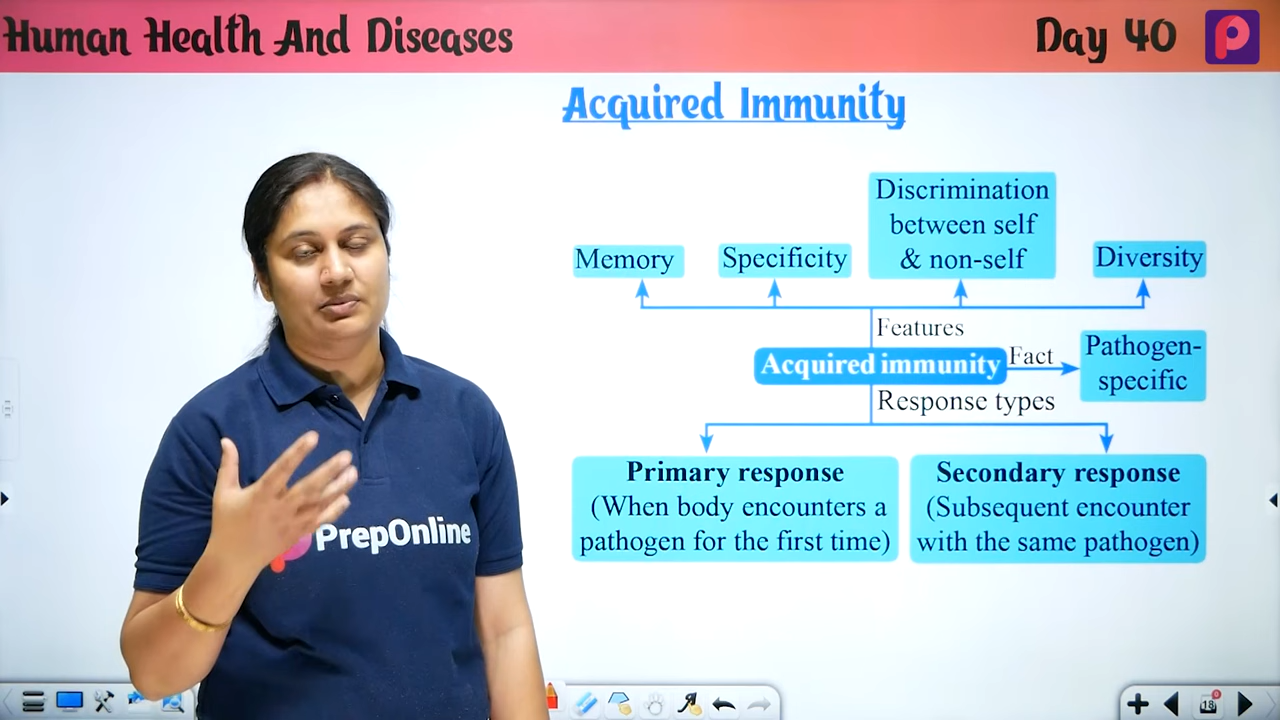 Human Health And Diseases
Day 40
Acquired Immunity
Discrimination
between self
& non-self
Memory
Specificity
Diversity
Features
Acquired immunity
Fact
Pathogen-
specific
Response types
Primary response
(When body encounters a
pathogen for the first time)
Secondary response
(Subsequent encounter
with the same pathogen)
PrepOnline
18